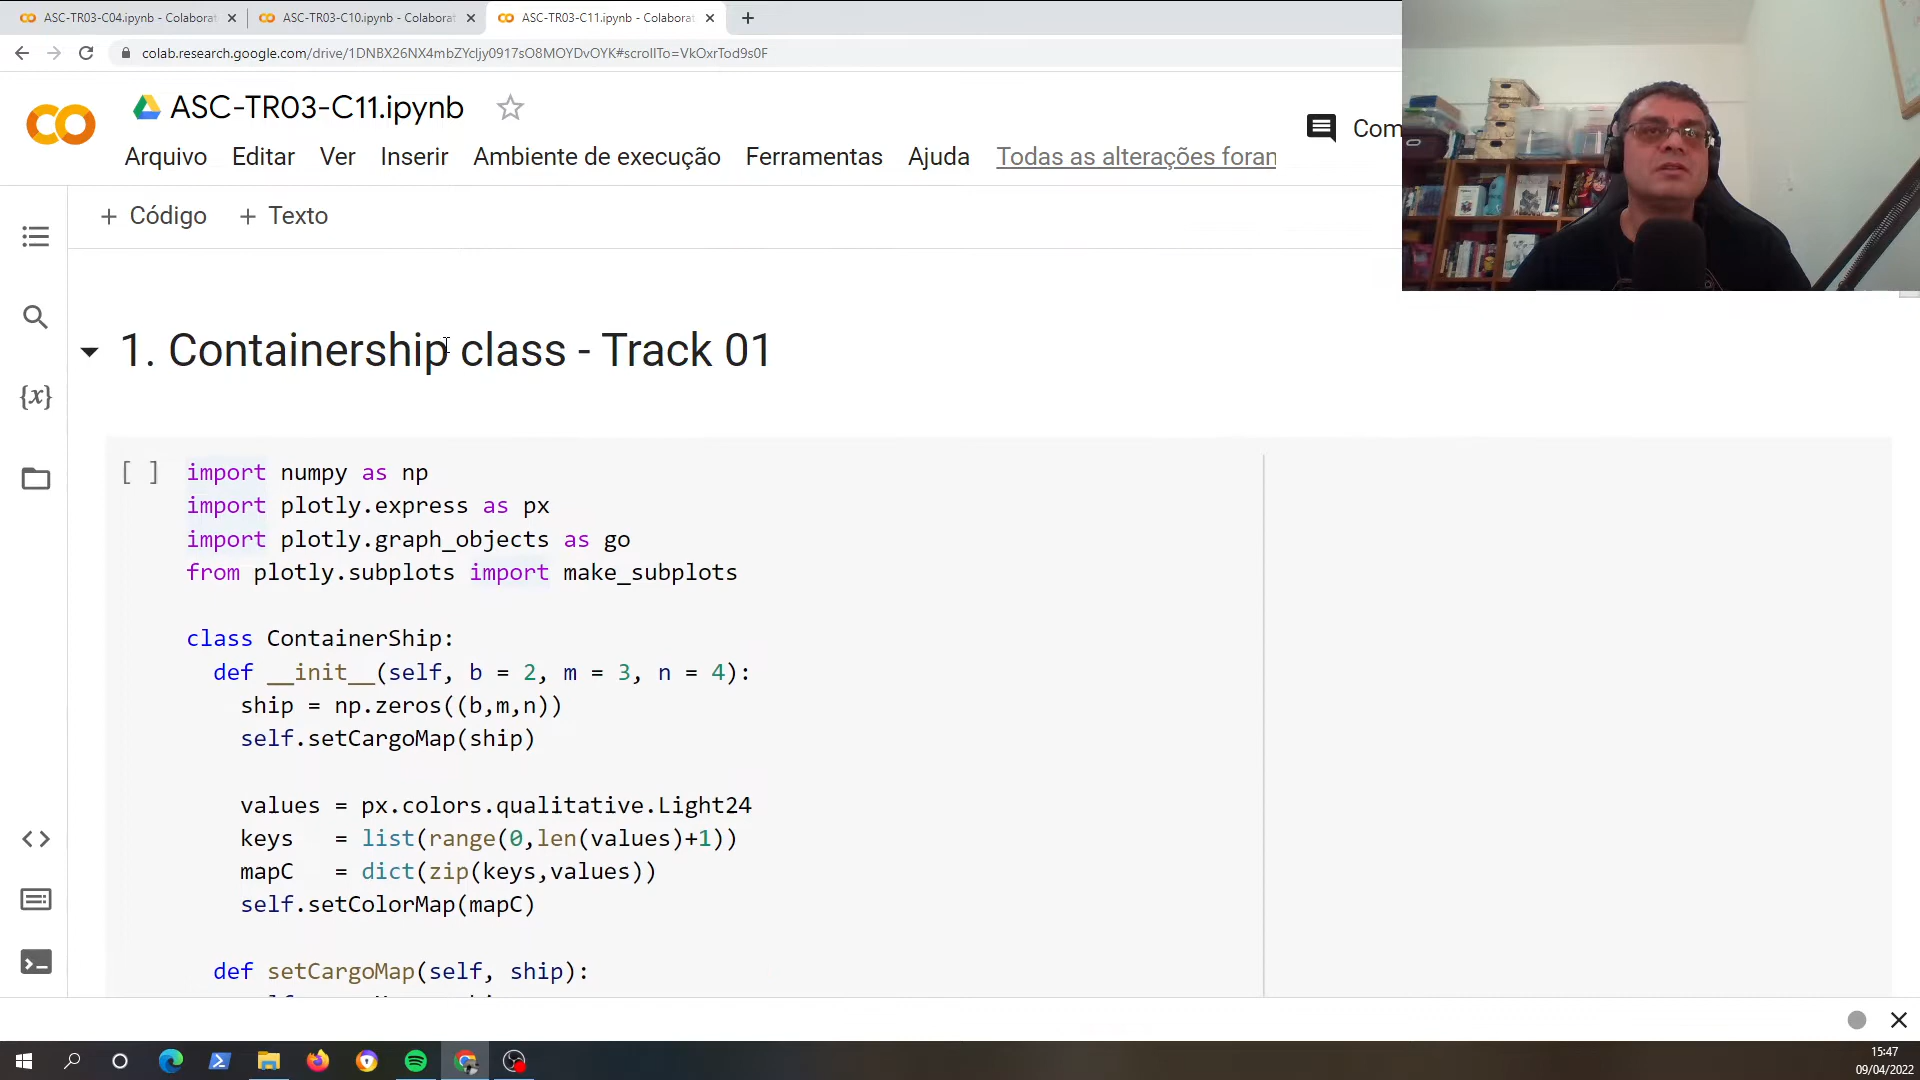 ASC-TR03-C04.ipynb - Colaborat
ASC-TR03-C10.ipynb - Colaborat
ASC-TR03-C11.ipynb - Colaborat
colab.research.google.com/drive/1DNBX26NX4mbZYcIjy0917sO8MOYDvOYK#scrollTo=VkOxrTod9s0F
ASC-TR03-C11.ipynb
Com
Arquivo Editar Ver Inserir Ambiente de execução Ferramentas Ajuda Todas as alterações foran
+ Código + Texto
1. Containership class - Track 01
[ ] import numpy as np
import plotly.express as px
import plotly.graph_objects as go
from plotly.subplots import make_subplots
class ContainerShip:
def __init__(self, b = 2, m = 3, n = 4):
ship = np.zeros((b,m,n))
self.setCargoMap(ship)
values = px.colors.qualitative.Light24
keys = list(range(0,len(values)+1))
mapC = dict(zip(keys,values))
self.setColorMap(mapC)
def setCargoMap(self, ship):
15:47
09/04/2022